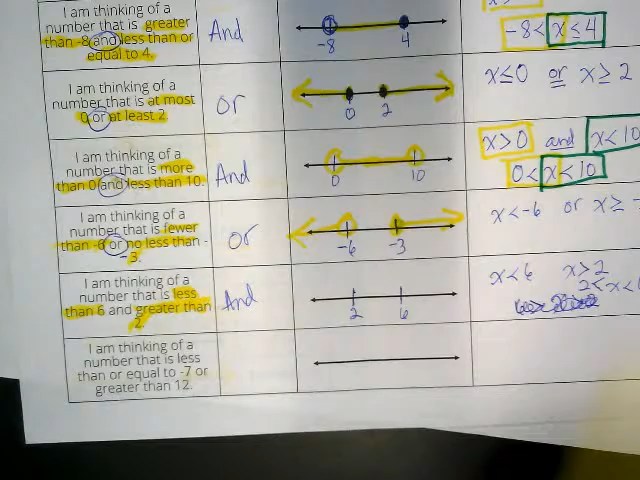 I am thinking of a
number that is greater
than -8 and less than or
equal to 4.
And
-8 4
-8 < x ≤ 4
I am thinking of a
number that is at most
0 or at least 2.
or
0 2
x ≤ 0 or x ≥ 2
I am thinking of a
number that is more
than 0 and less than 10.
And
0 10
x > 0 and x < 10
0 < x < 10
I am thinking of a
number that is fewer
than -6 or no less than -
3.
or
-6 -3
x < -6 or x ≥ -
I am thinking of a
number that is less
than 6 and greater than
2.
And
2 6
x < 6 x > 2
2 < x <
I am thinking of a
number that is less
than or equal to -7 or
greater than 12.